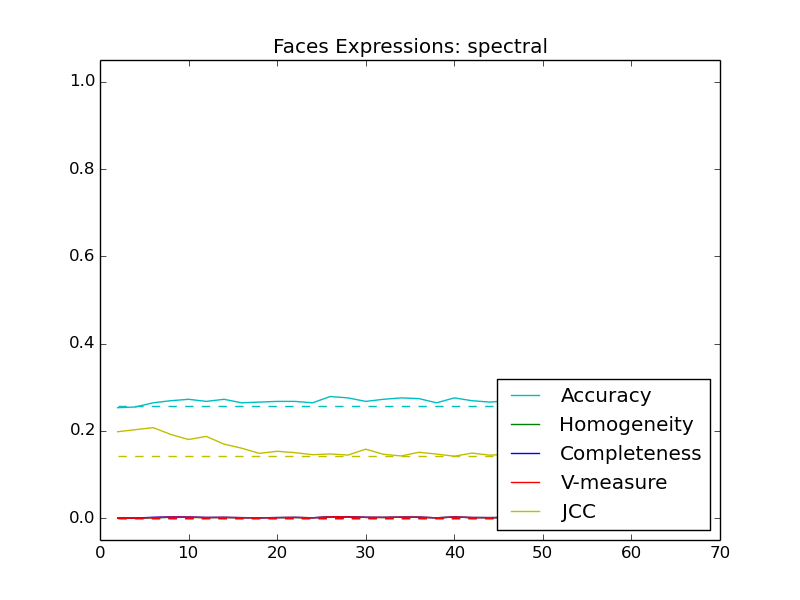 Faces Expressions: spectral
1.0
0.8
0.6
0.4
0.2
0.0
0 10 20 30 40 50 60 70
Accuracy
Homogeneity
Completeness
V-measure
JCC